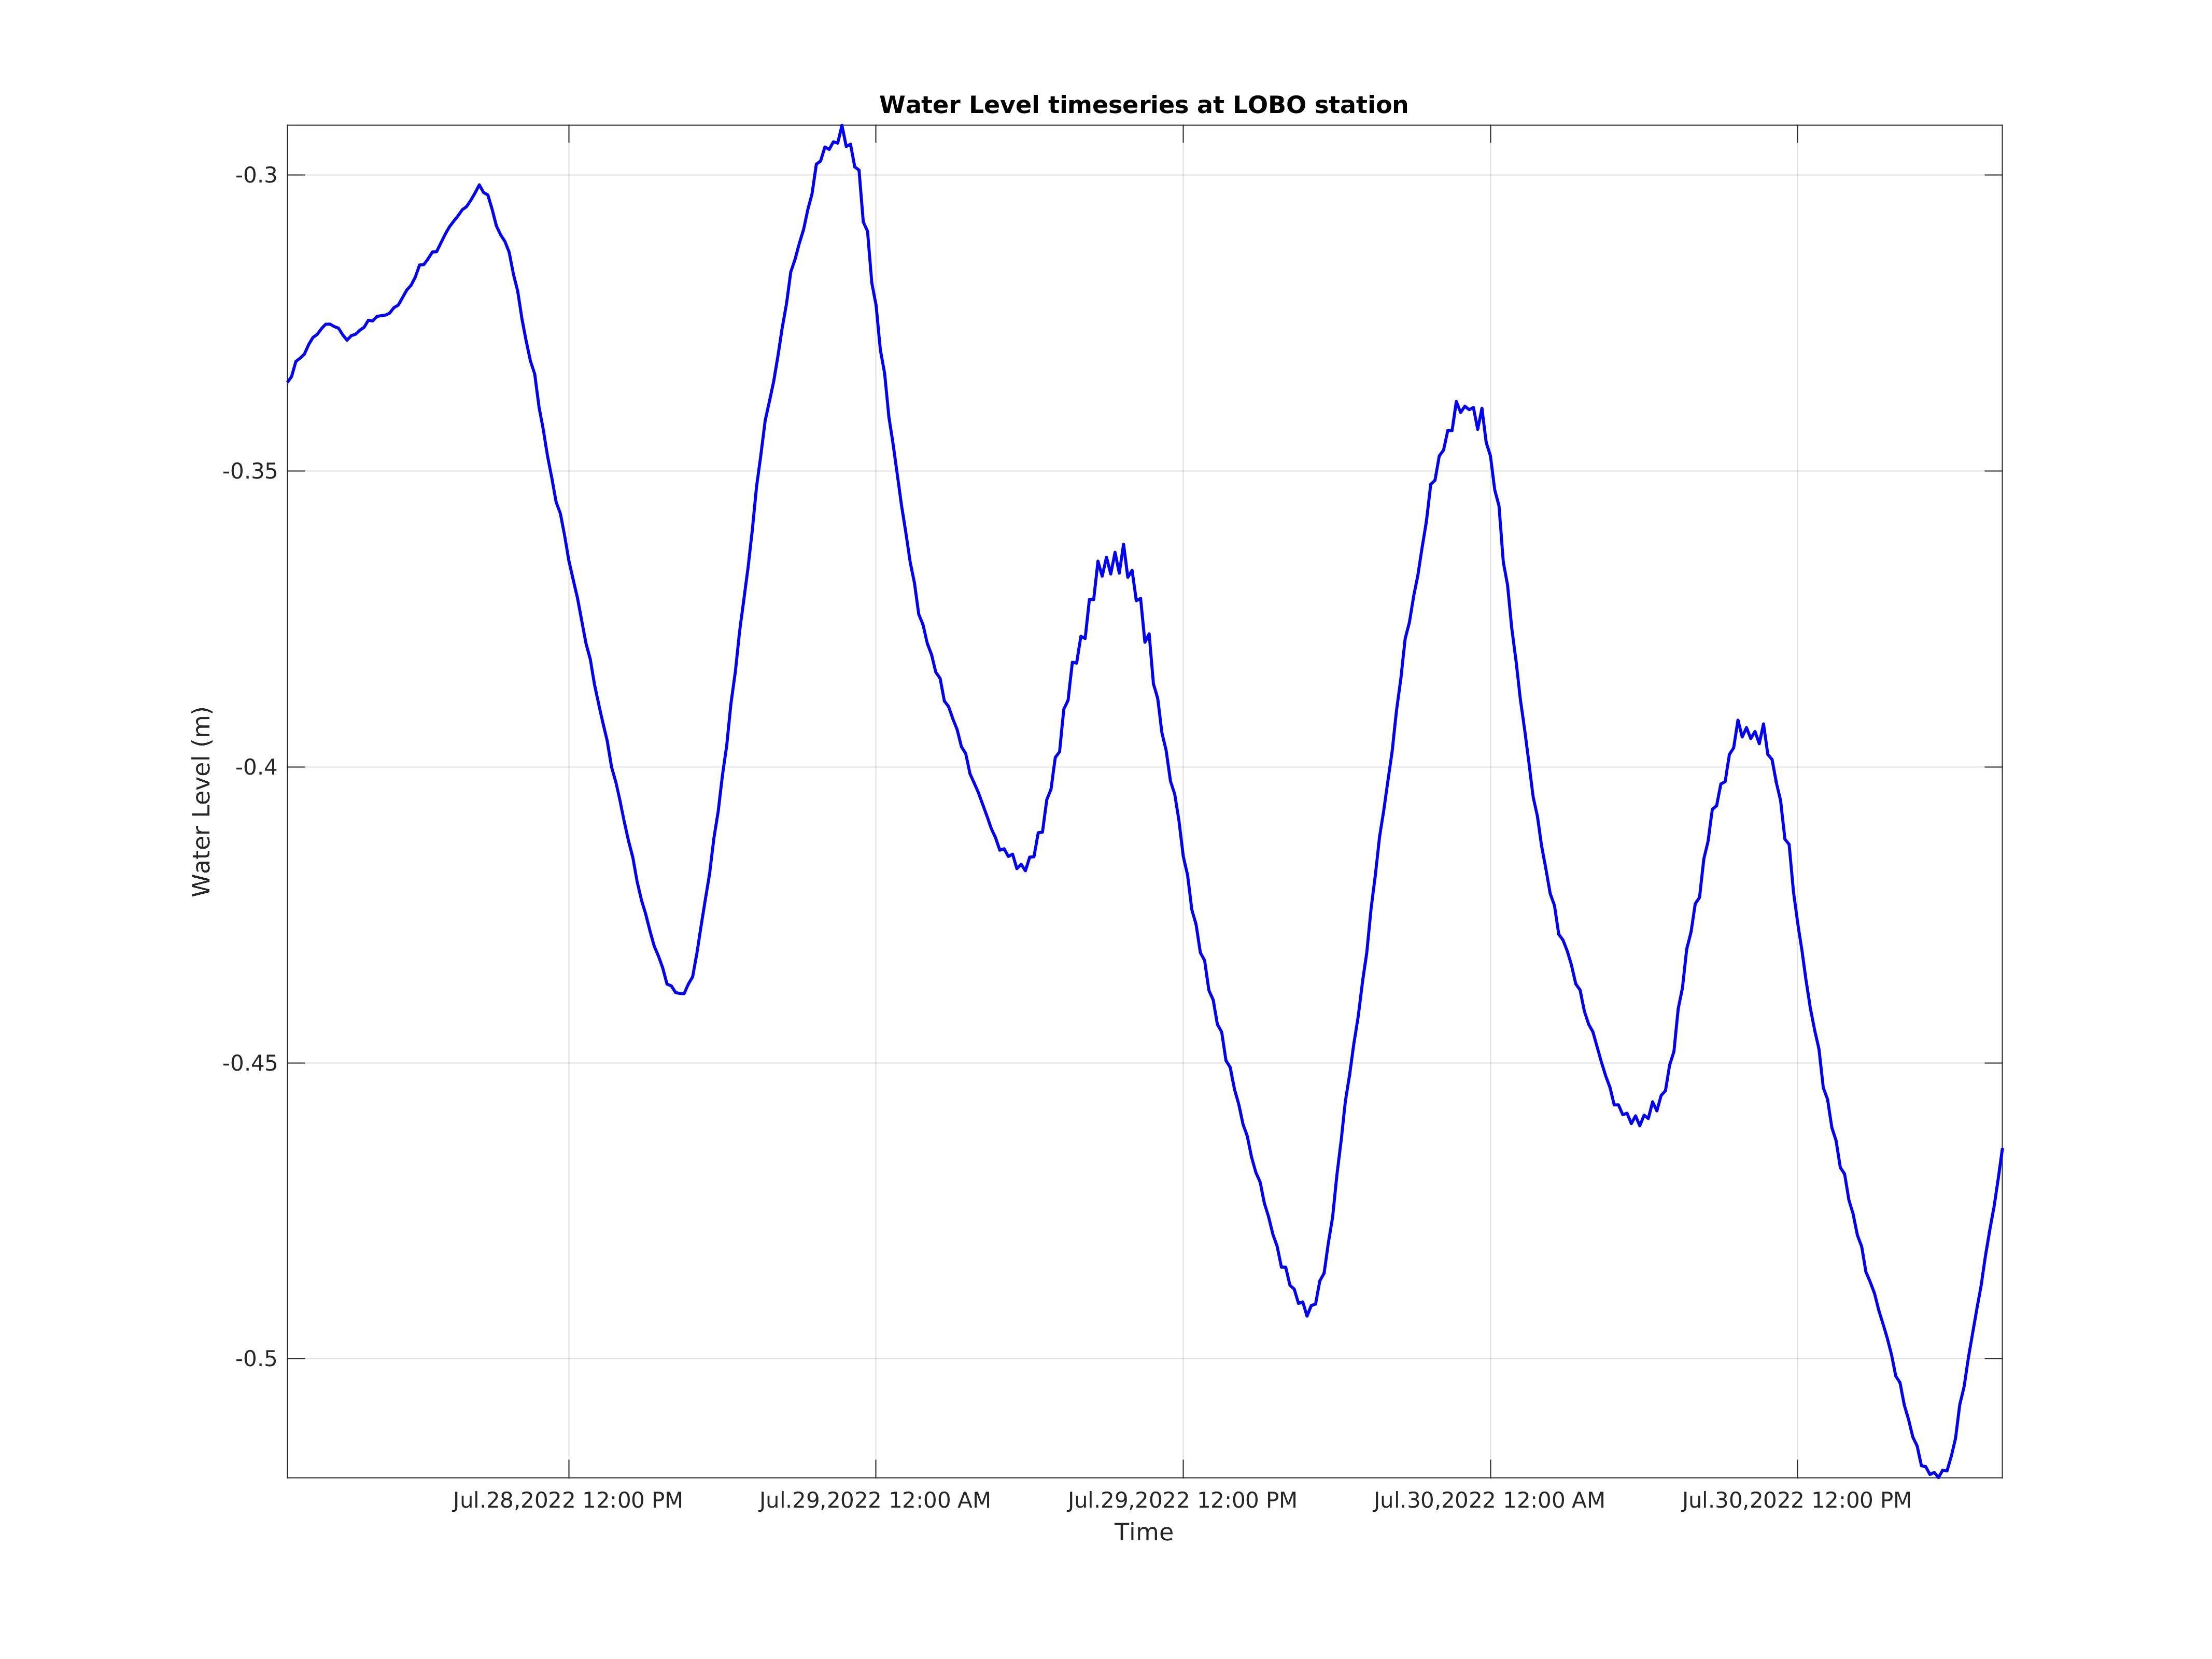 Water Level timeseries at LOBO station
-0.3
-0.35
-0.4
-0.45
-0.5
Water Level (m)
Jul.28,2022 12:00 PM
Jul.29,2022 12:00 AM
Jul.29,2022 12:00 PM
Jul.30,2022 12:00 AM
Jul.30,2022 12:00 PM
Time